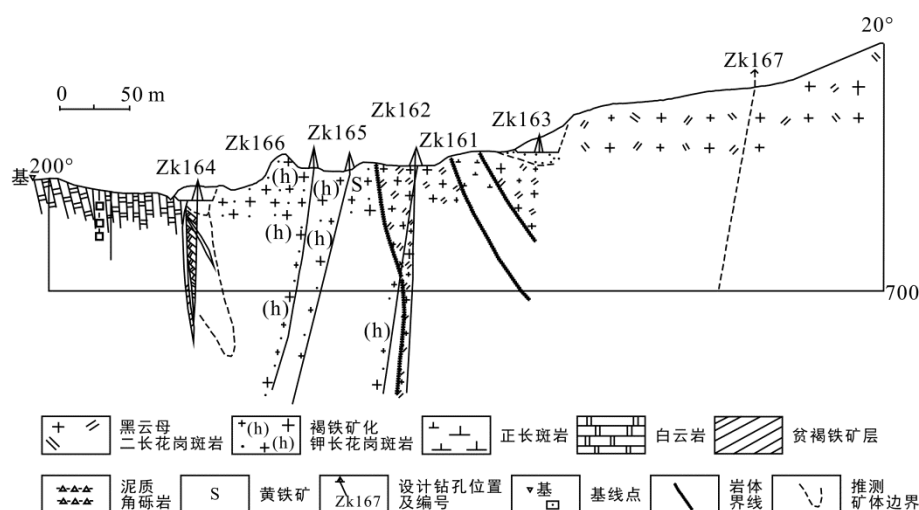 20°
Zk167
0 50 m
Zk162
Zk166 Zk165 Zk161 Zk163
基 200° Zk164
(h) (h) S
(h) (h)
(h) (h)
700
黑云母
二长花岗斑岩
(h)
(h)
褐铁矿化
钾长花岗斑岩
正长斑岩
白云岩
贫褐铁矿层
泥质
角砾岩
S
黄铁矿
Zk167
设计钻孔位置
及编号
基
基线点
岩体
界线
推测
矿体边界